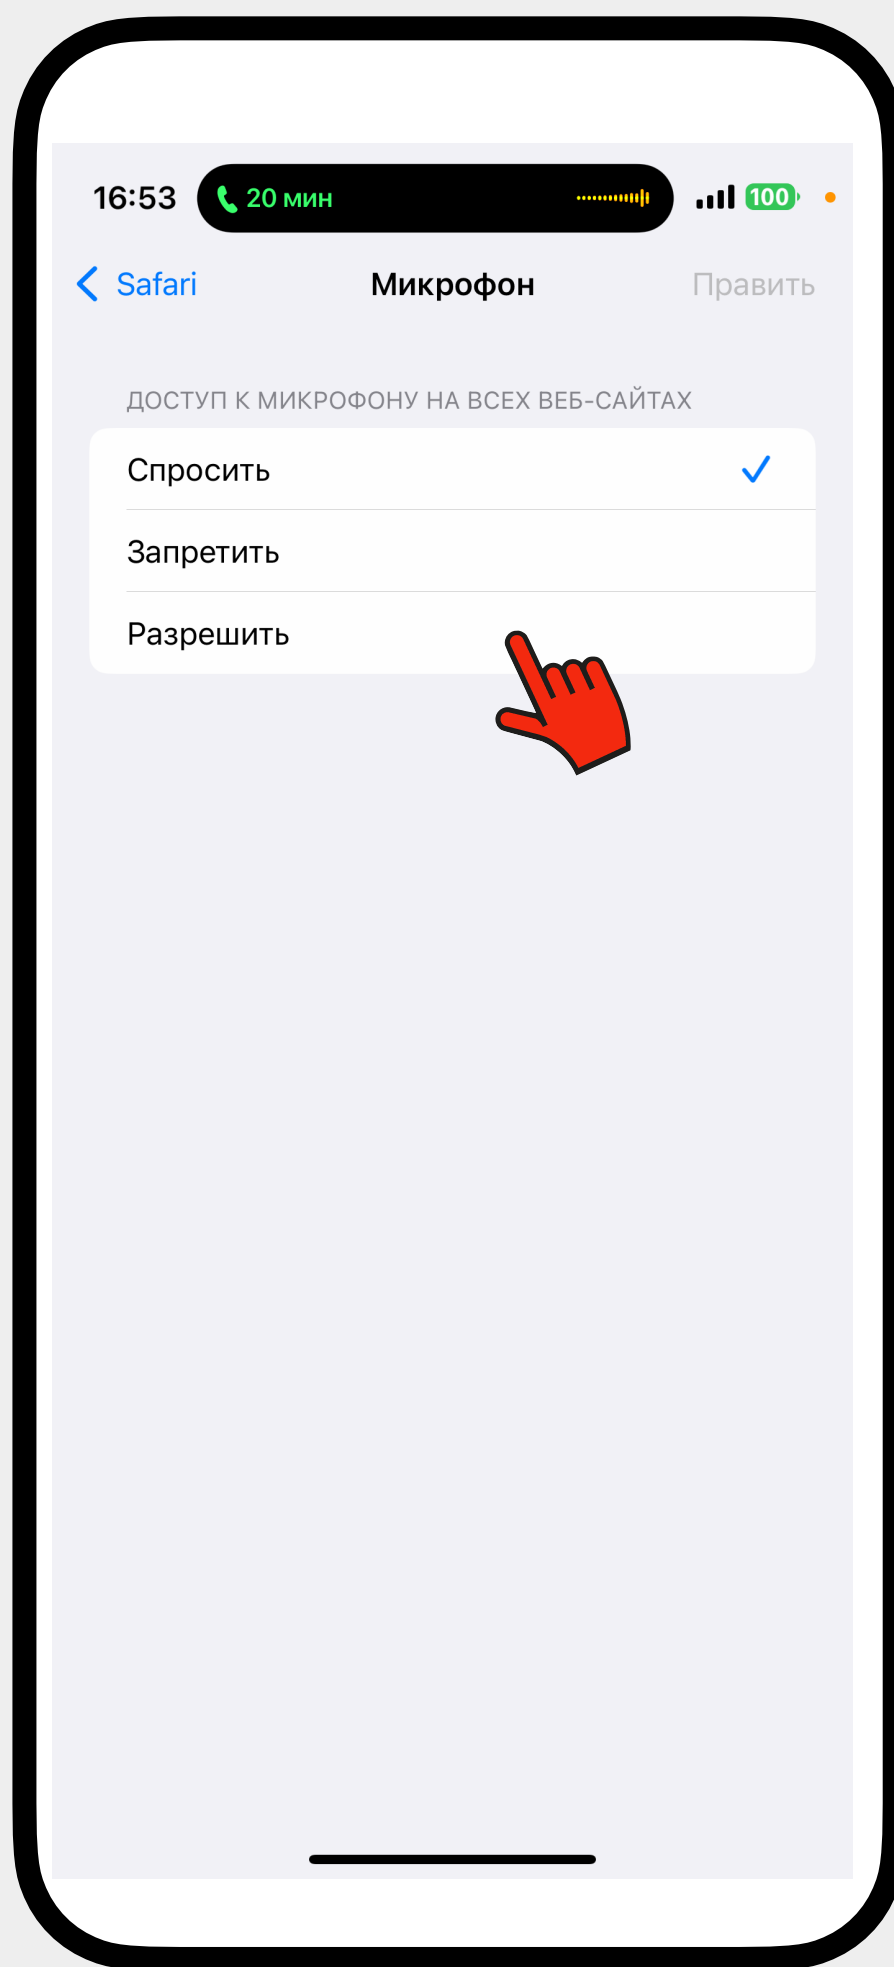 16:53 20 мин 100
Safari Микрофон Править
ДОСТУП К МИКРОФОНУ НА ВСЕХ ВЕБ-САЙТАХ
Спросить
Запретить
Разрешить